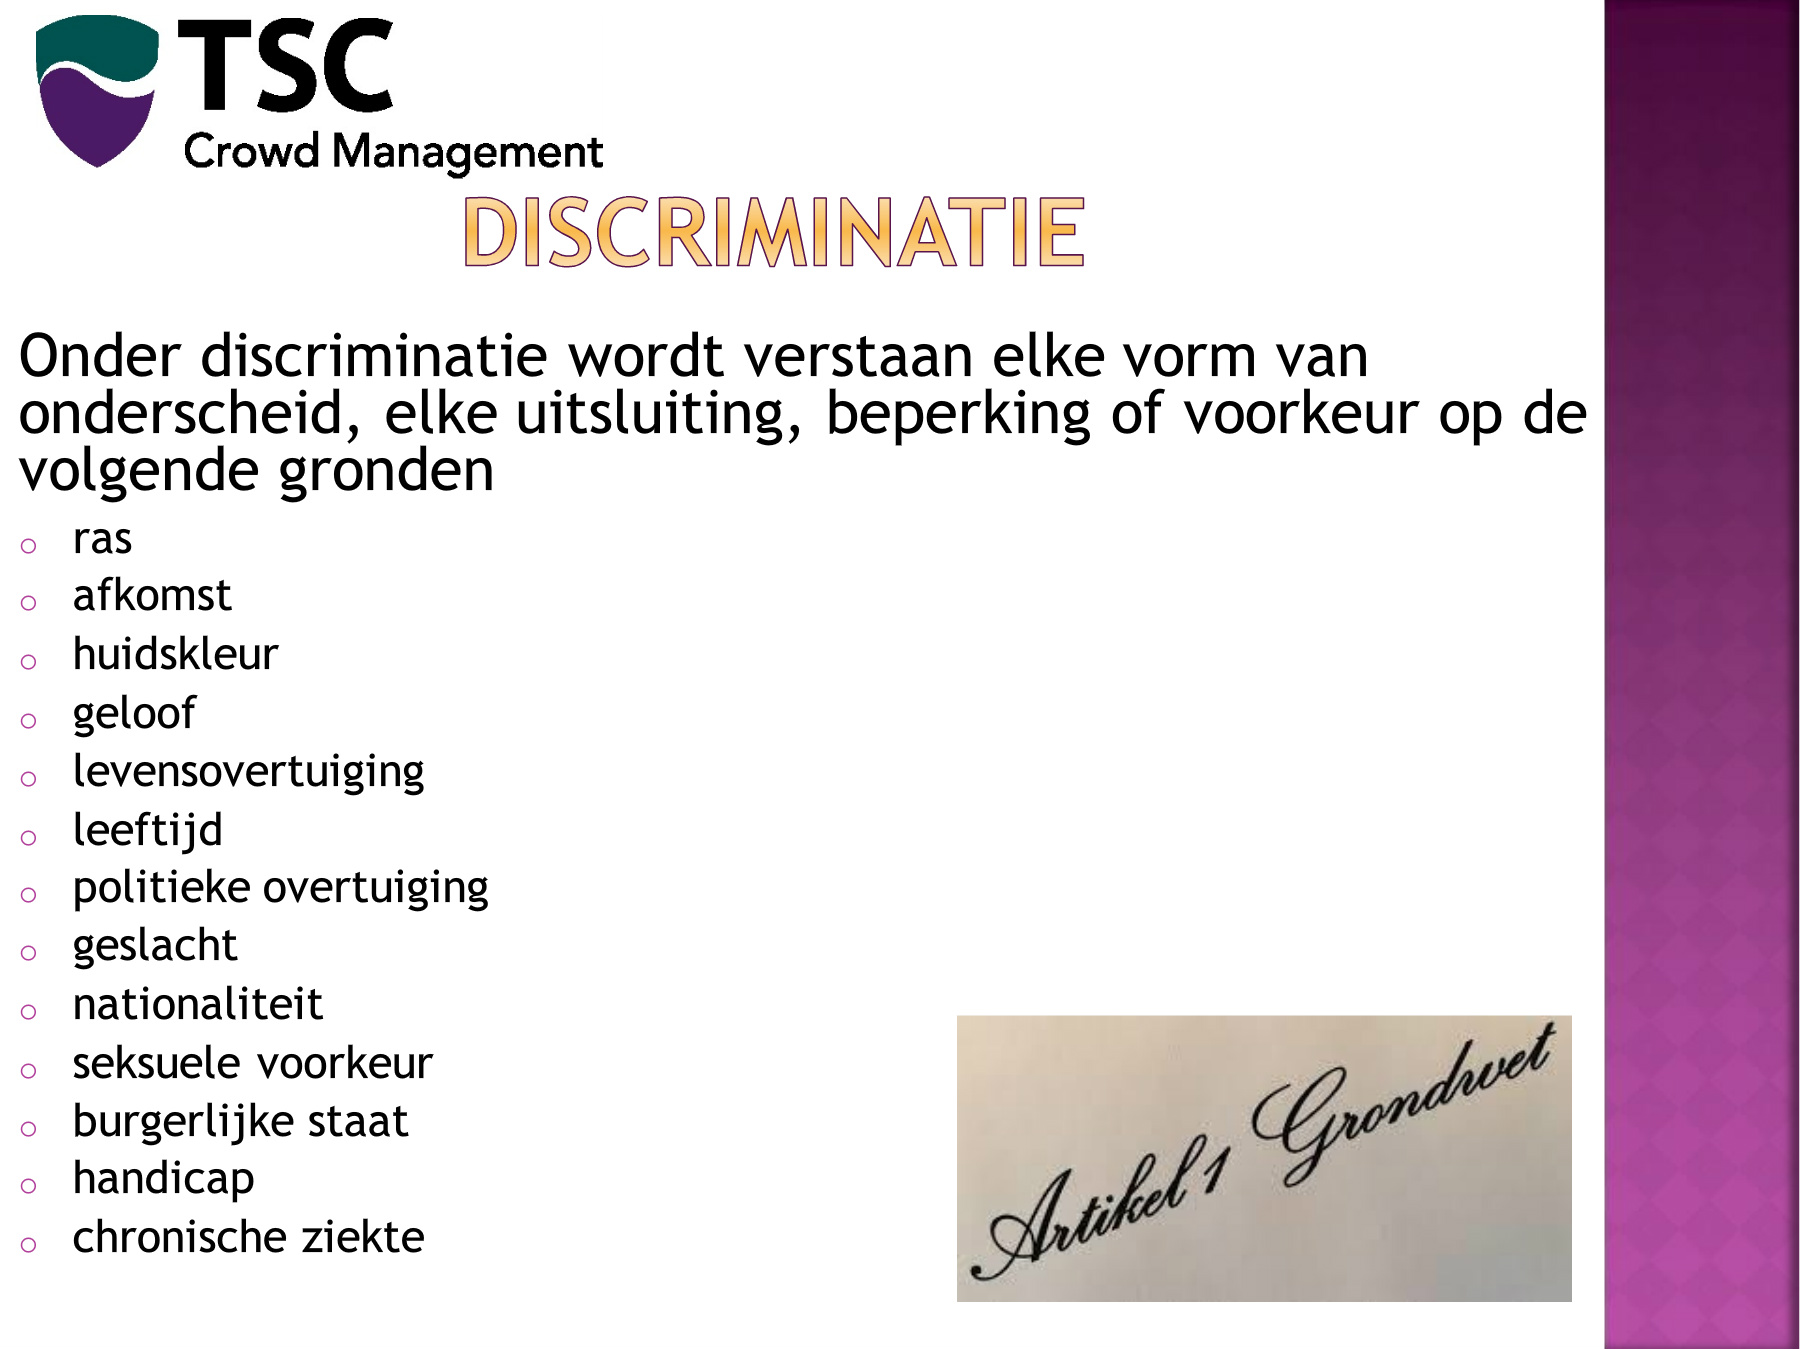 TSC
Crowd Management
DISCRIMINATIE
Onder discriminatie wordt verstaan elke vorm van
onderscheid, elke uitsluiting, beperking of voorkeur op de
volgende gronden
o ras
o afkomst
o huidskleur
o geloof
o levensovertuiging
o leeftijd
o politieke overtuiging
o geslacht
o nationaliteit
o seksuele voorkeur
o burgerlijke staat
o handicap
o chronische ziekte
Artikel 1 Grondwet